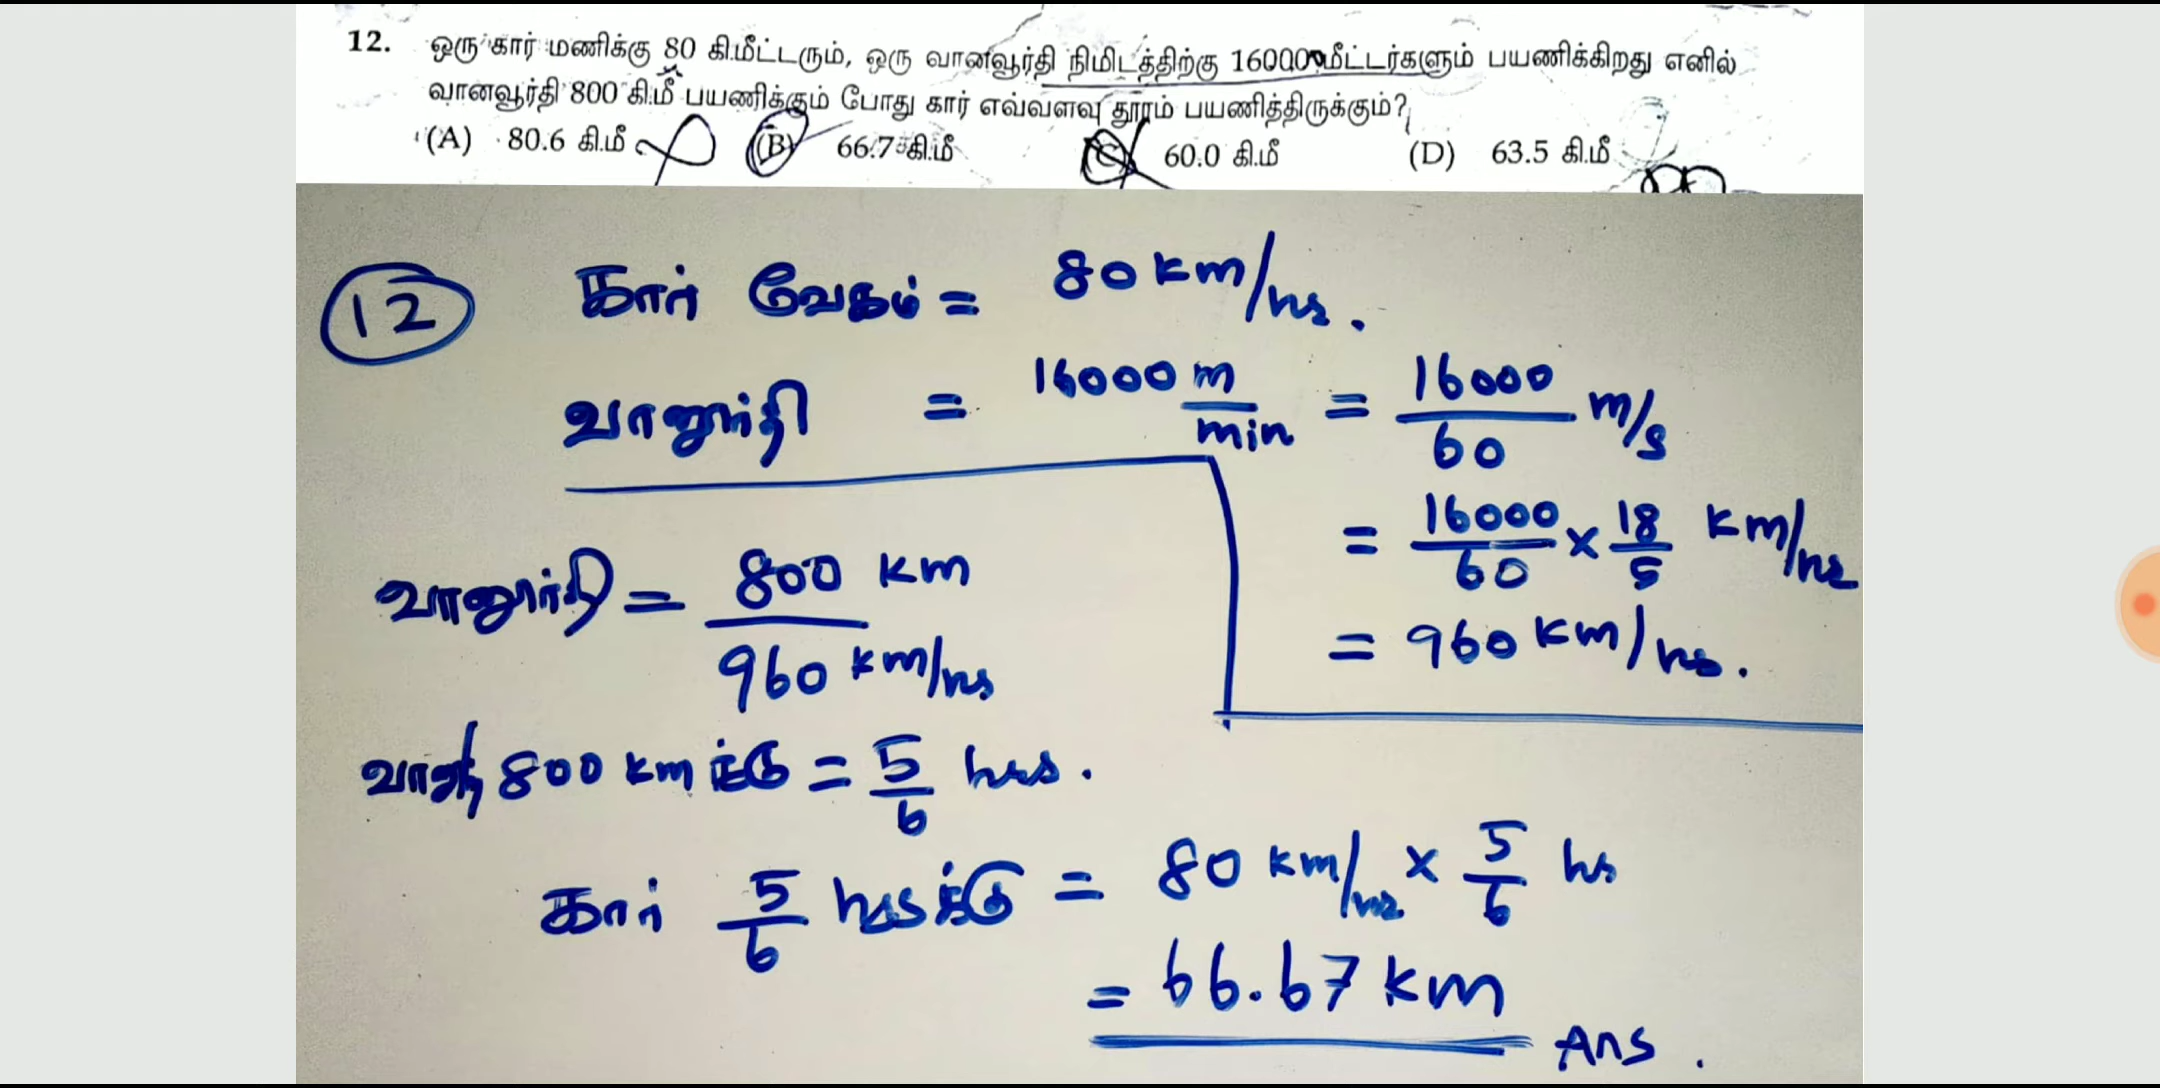 12. ஒரு கார் மணிக்கு 80 கி.மீட்டரும், ஒரு வானவூர்தி நிமிடத்திற்கு 16000 மீட்டர்களும் பயணிக்கிறது எனில்
வானவூர்தி 800 கி.மீ பயணிக்கும் போது கார் எவ்வளவு தூரம் பயணித்திருக்கும்?
(A) 80.6 கி.மீ (B) 66.7 கி.மீ (C) 60.0 கி.மீ (D) 63.5 கி.மீ
12 கார் வேகம் = 80 km/hr.
வானூர்தி = 16000 m/min = 16000/60 m/s
= 16000/60 × 18/5 km/hr
= 960 km/hr.
வானூர்தி = 800 km / 960 km/hr
800 km க்கு = 5/6 hrs.
கார் 5/6 hrs க்கு = 80 km/hr × 5/6 hr
= 66.67 km
Ans.